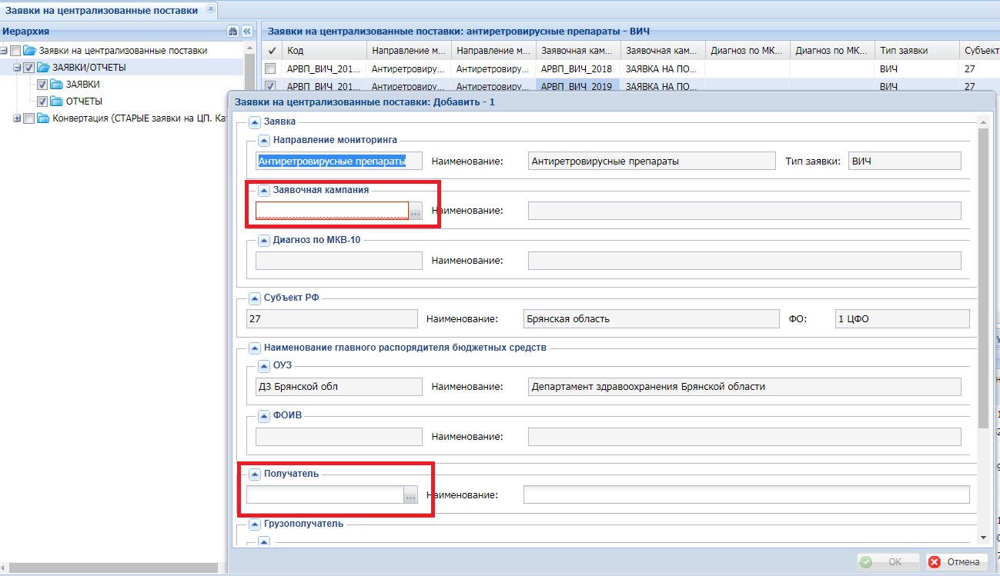 Заявки на централизованные поставки
Иерархия
Заявки на централизованные поставки: антиретровирусные препараты - ВИЧ
Заявки на централизованные поставки
ЗАЯВКИ/ОТЧЕТЫ
ЗАЯВКИ
ОТЧЕТЫ
Конвертация (СТАРЫЕ заявки на ЦП. Кат
Код Направление м... Направление м... Заявочная кам... Заявочная кам... Диагноз по МК... Диагноз по МК... Тип заявки Субъект
АРВП_ВИЧ_201... Антиретровиру... Антиретровиру... АРВП_ВИЧ_2018 ЗАЯВКА НА ПО... ВИЧ 27
АРВП_ВИЧ_201... Антиретровиру... Антиретровиру... АРВП_ВИЧ_2019 ЗАЯВКА НА ПО... ВИЧ 27
Заявки на централизованные поставки: Добавить - 1
Заявка
Направление мониторинга
Антиретровирусные препараты Наименование: Антиретровирусные препараты Тип заявки: ВИЧ
Заявочная кампания
... Наименование:
Диагноз по МКВ-10
Наименование:
Субъект РФ
27 Наименование: Брянская область ФО: 1 ЦФО
Наименование главного распорядителя бюджетных средств
ОУЗ
ДЗ Брянской обл Наименование: Департамент здравоохранения Брянской области
ФОИВ
Наименование:
Получатель
... Наименование:
Грузополучатель
ОК Отмена